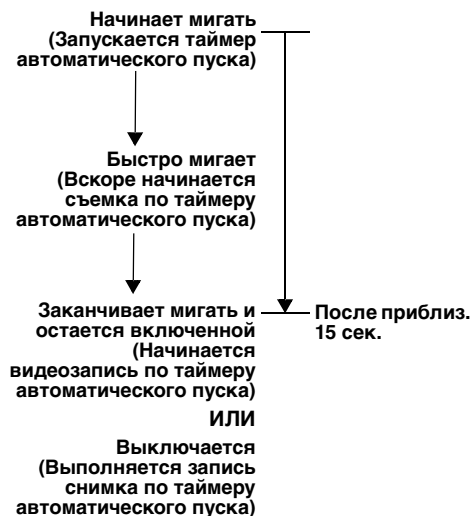 Начинает мигать
(Запускается таймер
автоматического пуска)
Быстро мигает
(Вскоре начинается
съемка по таймеру
автоматического пуска)
Заканчивает мигать и
остается включенной
(Начинается
видеозапись по таймеру
автоматического пуска)
После приблиз.
15 сек.
ИЛИ
Выключается
(Выполняется запись
снимка по таймеру
автоматического пуска)